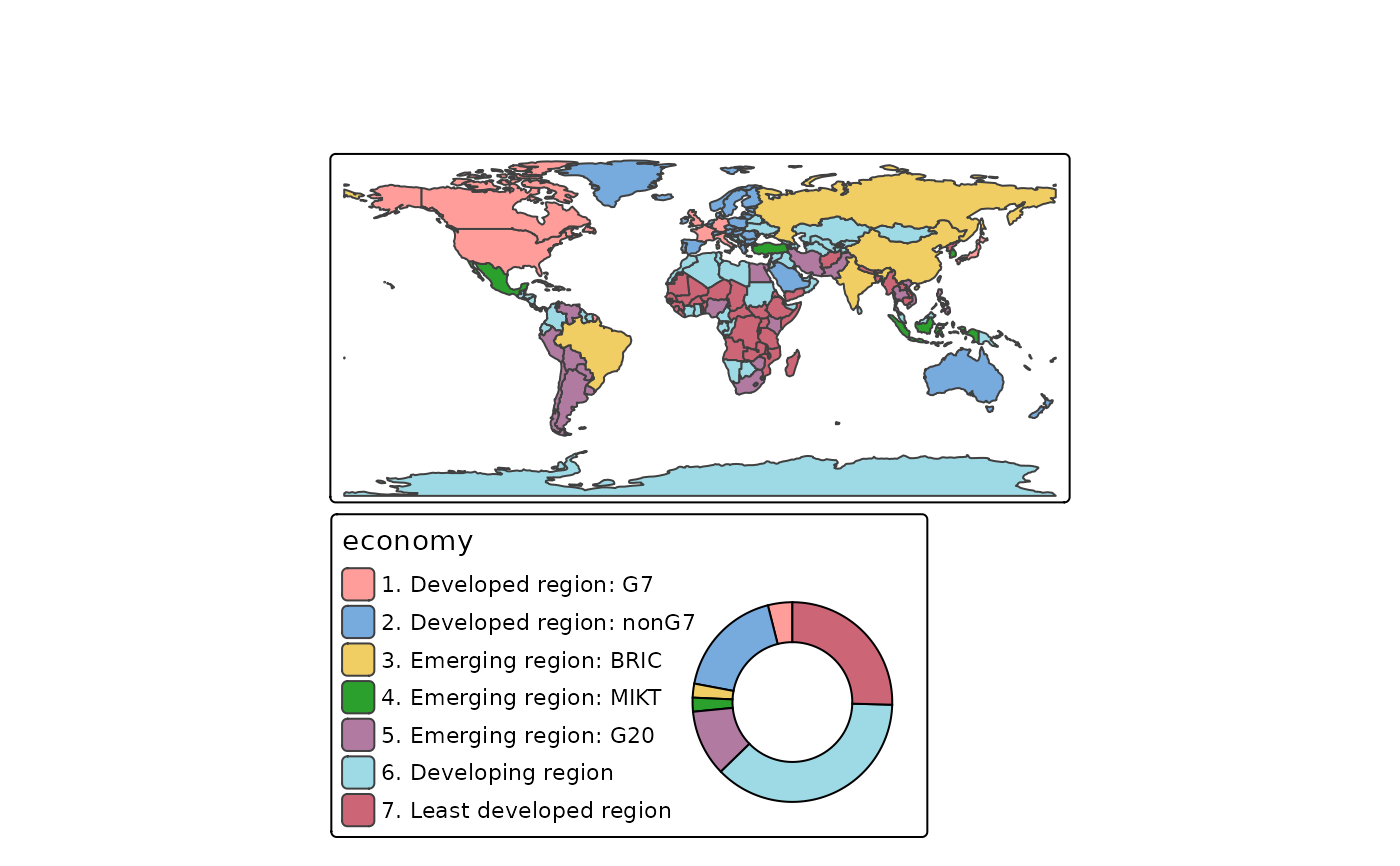 economy
1. Developed region: G7
2. Developed region: nonG7
3. Emerging region: BRIC
4. Emerging region: MIKT
5. Emerging region: G20
6. Developing region
7. Least developed region